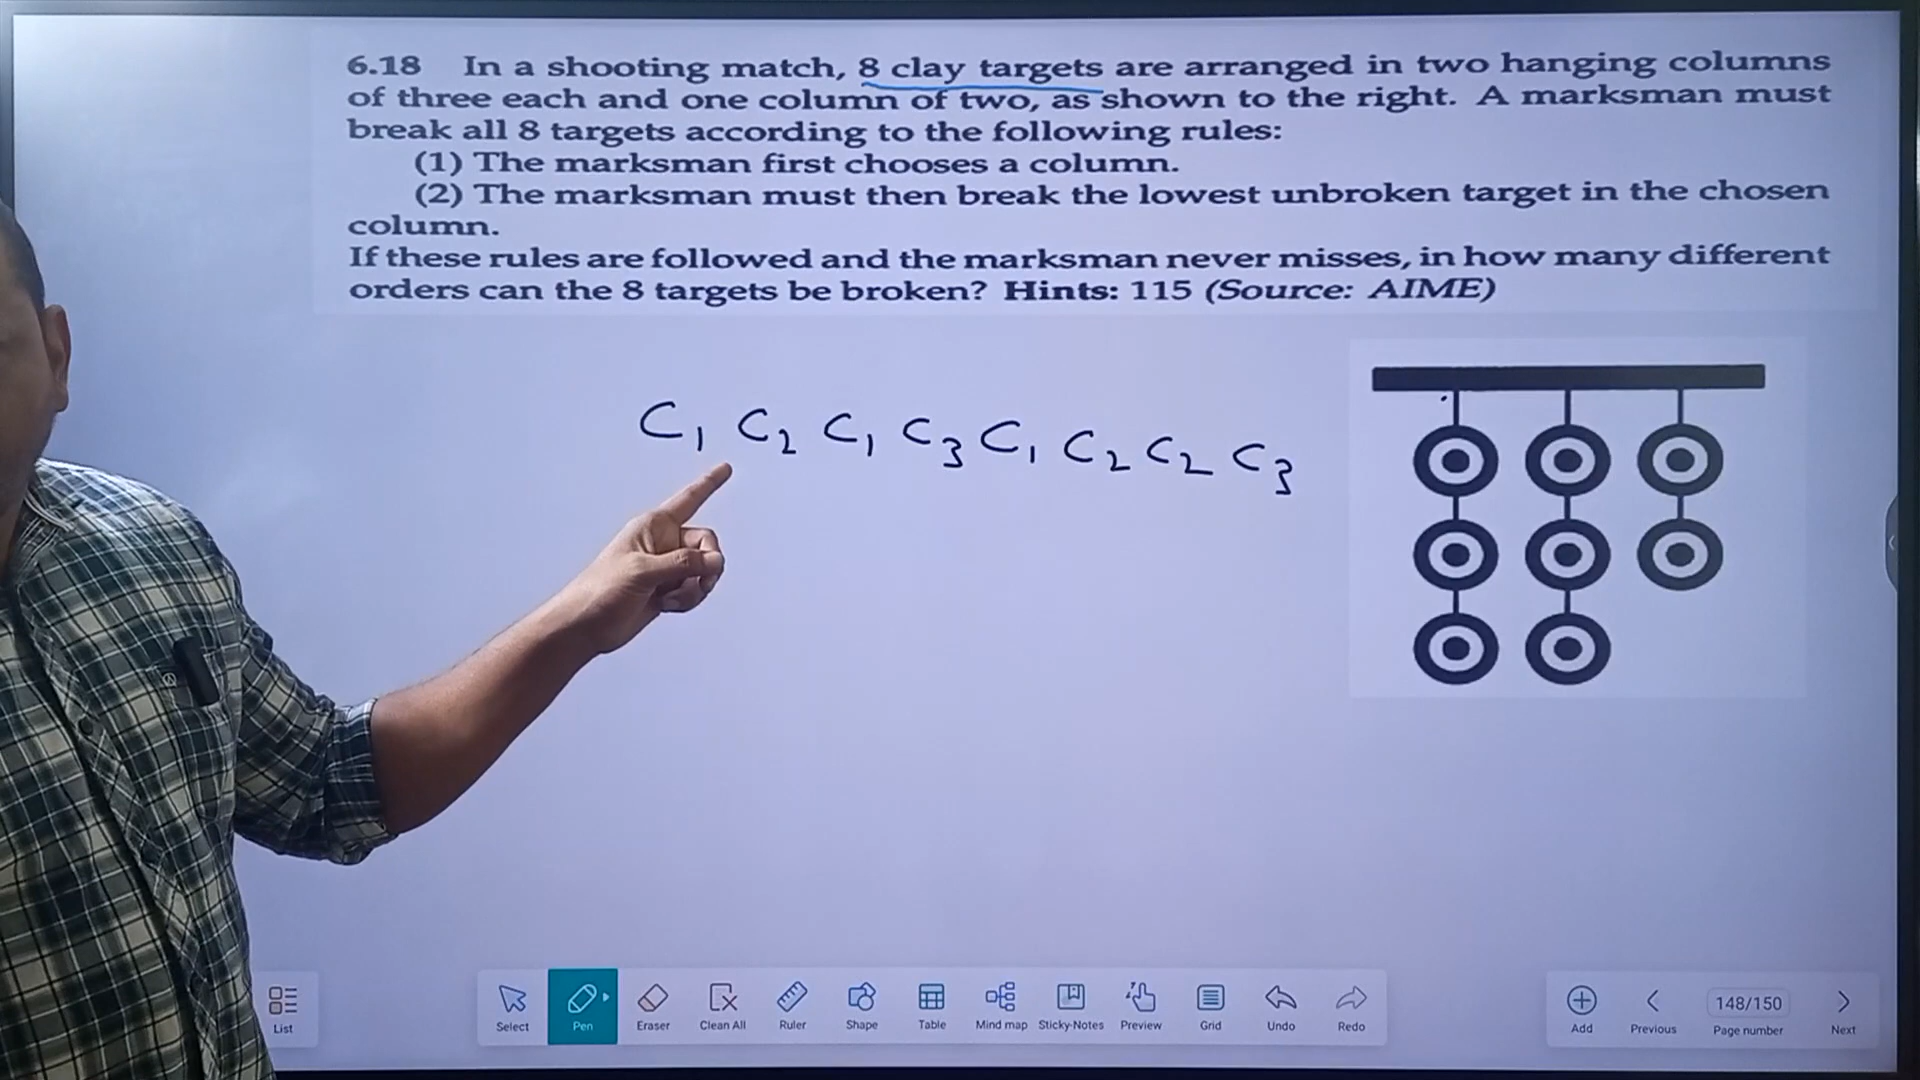 6.18 In a shooting match, 8 clay targets are arranged in two hanging columns
of three each and one column of two, as shown to the right. A marksman must
break all 8 targets according to the following rules:
(1) The marksman first chooses a column.
(2) The marksman must then break the lowest unbroken target in the chosen
column.
If these rules are followed and the marksman never misses, in how many different
orders can the 8 targets be broken? Hints: 115 (Source: AIME)
C₁ C₂ C₁ C₃ C₁ C₂ C₂ C₃
List
Select
Pen
Eraser
Clean All
Ruler
Shape
Table
Mind map
Sticky-Notes
Preview
Grid
Undo
Redo
Add
Previous
148/150
Page number
Next